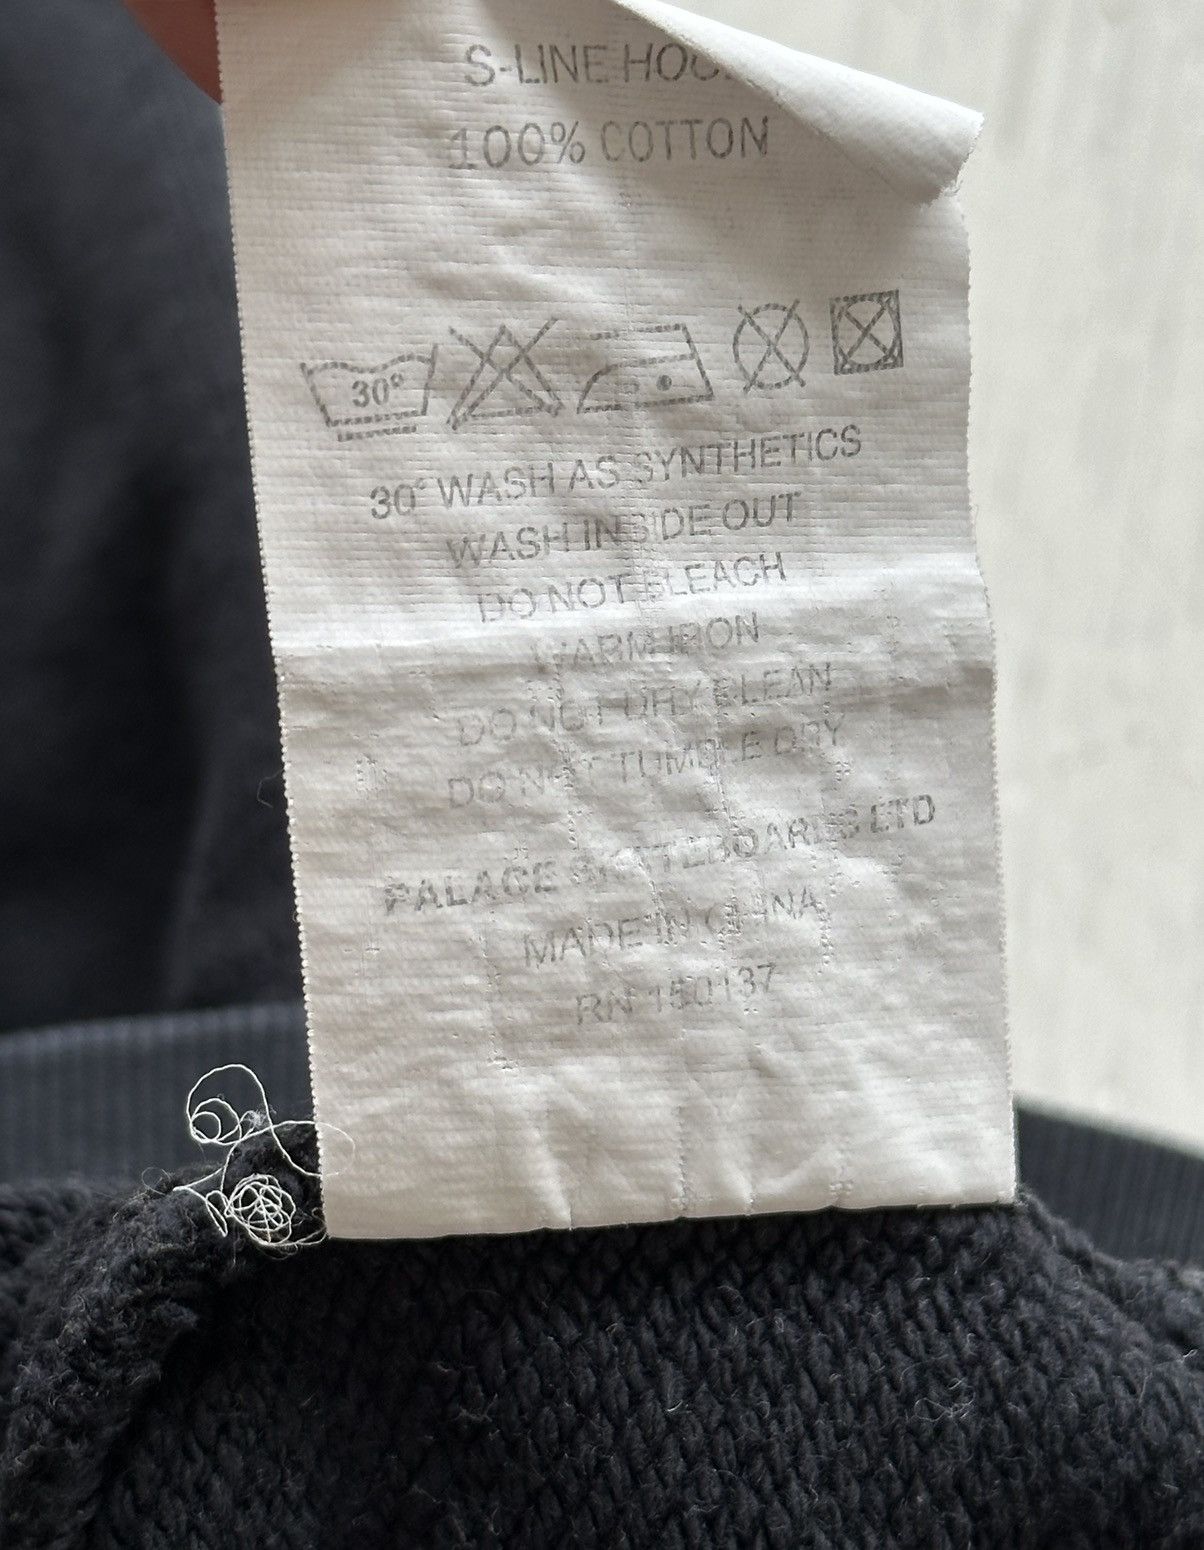 S-LINE
100% COTTON
30°
30° WASH AS SYNTHETICS
WASH INSIDE OUT
DO NOT BLEACH
WARM IRON
DO NOT DRY CLEAN
DO NOT TUMBLE DRY
PALACE SKATEBOARDS LTD
MADE IN CHINA
RN 150137